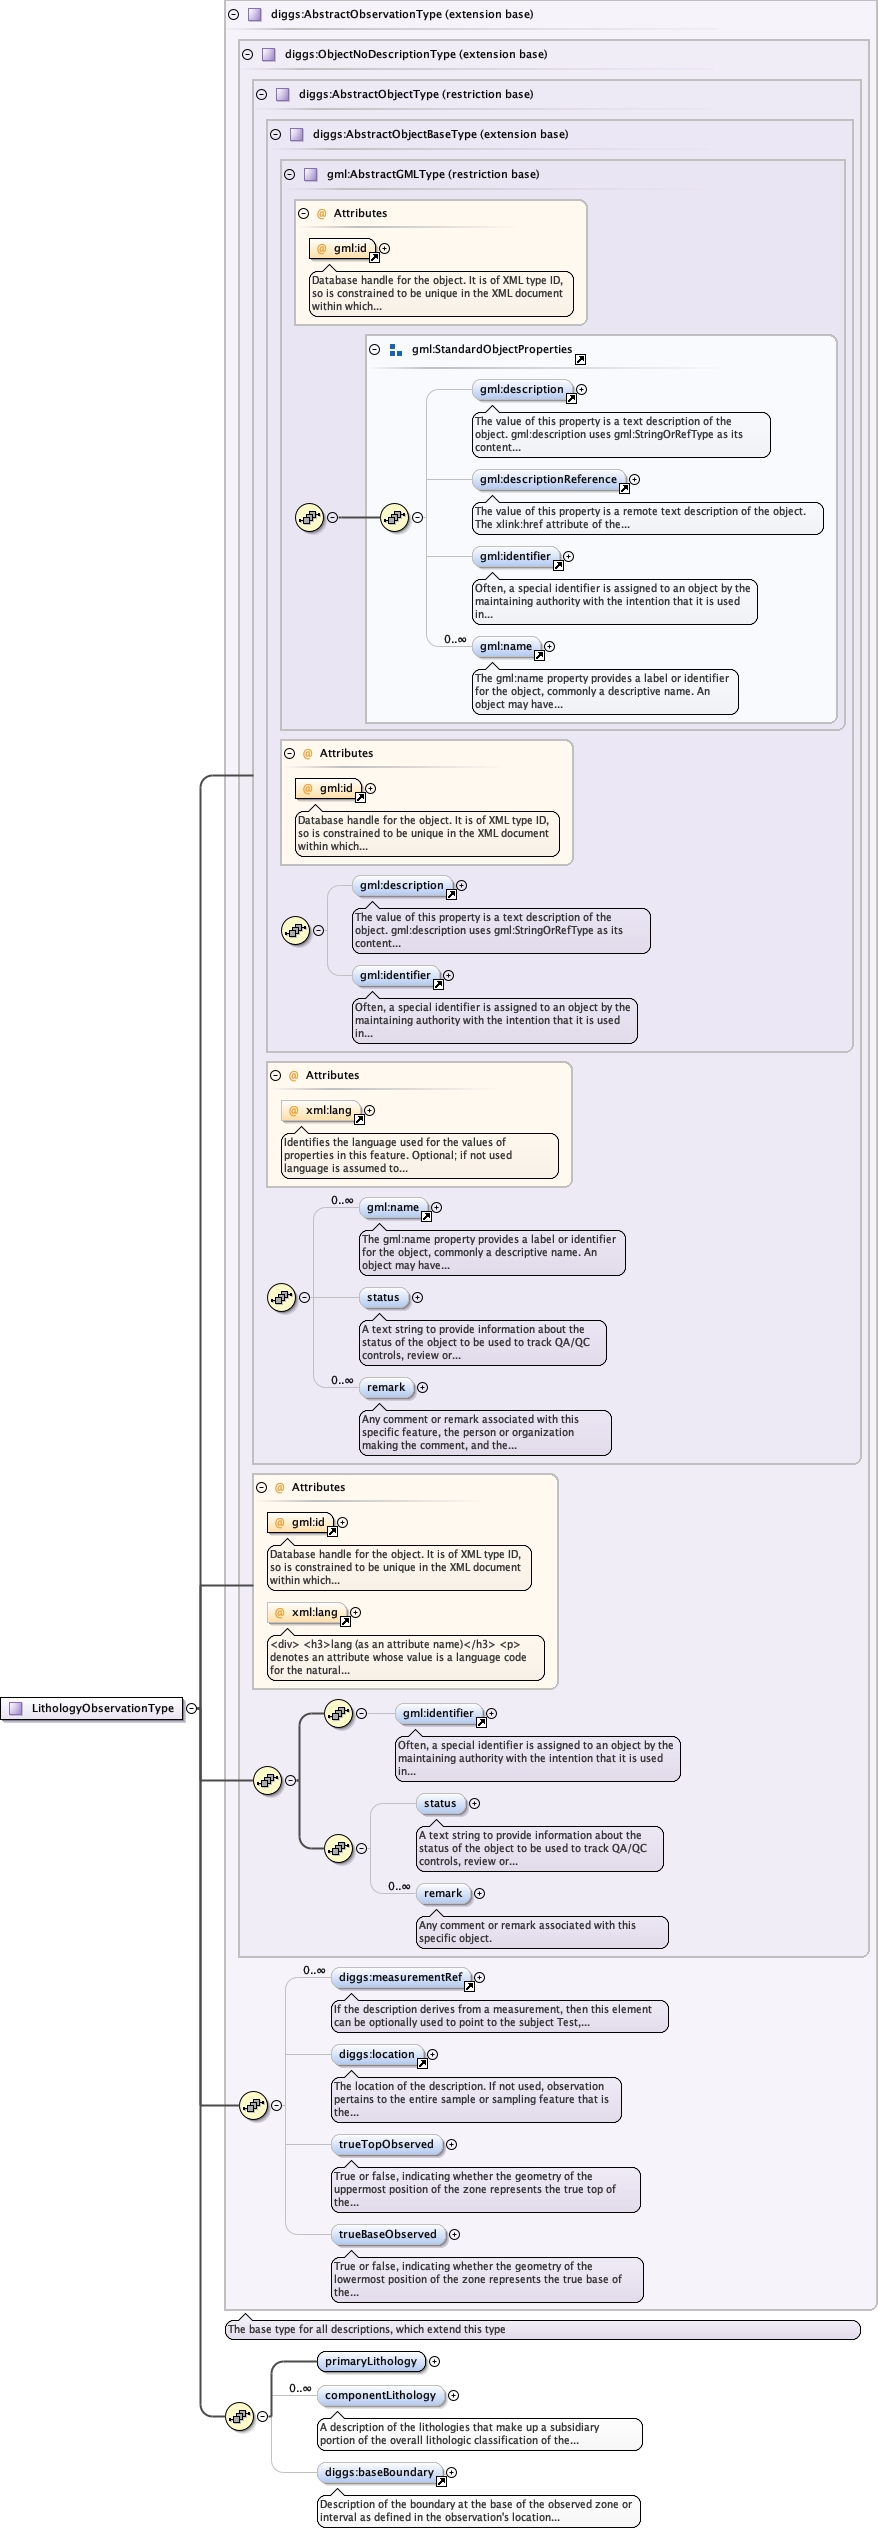 diggs:AbstractObservationType (extension base)
diggs:ObjectNoDescriptionType (extension base)
diggs:AbstractObjectType (restriction base)
diggs:AbstractObjectBaseType (extension base)
gml:AbstractGMLType (restriction base)
@ Attributes
@ gml:id
Database handle for the object. It is of XML type ID,
so is constrained to be unique in the XML document
within which...
gml:StandardObjectProperties
gml:description
The value of this property is a text description of the
object. gml:description uses gml:StringOrRefType as its
content...
gml:descriptionReference
The value of this property is a remote text description of the object.
The xlink:href attribute of the...
gml:identifier
Often, a special identifier is assigned to an object by the
maintaining authority with the intention that it is used
in...
0..∞
gml:name
The gml:name property provides a label or identifier
for the object, commonly a descriptive name. An
object may have...
@ Attributes
@ gml:id
Database handle for the object. It is of XML type ID,
so is constrained to be unique in the XML document
within which...
gml:description
The value of this property is a text description of the
object. gml:description uses gml:StringOrRefType as its
content...
gml:identifier
Often, a special identifier is assigned to an object by the
maintaining authority with the intention that it is used
in...
@ Attributes
@ xml:lang
Identifies the language used for the values of
properties in this feature. Optional; if not used
language is assumed to...
0..∞
gml:name
The gml:name property provides a label or identifier
for the object, commonly a descriptive name. An
object may have...
status
A text string to provide information about the
status of the object to be used to track QA/QC
controls, review or...
0..∞
remark
Any comment or remark associated with this
specific feature, the person or organization
making the comment, and the...
@ Attributes
@ gml:id
Database handle for the object. It is of XML type ID,
so is constrained to be unique in the XML document
within which...
@ xml:lang
<div> <h3>lang (as an attribute name)</h3> <p>
denotes an attribute whose value is a language code
for the natural...
LithologyObservationType
gml:identifier
Often, a special identifier is assigned to an object by the
maintaining authority with the intention that it is used
in...
status
A text string to provide information about the
status of the object to be used to track QA/QC
controls, review or...
0..∞
remark
Any comment or remark associated with this
specific object.
0..∞
diggs:measurementRef
If the description derives from a measurement, then this element
can be optionally used to point to the subject Test,...
diggs:location
The location of the description. If not used, observation
pertains to the entire sample or sampling feature that is
the...
trueTopObserved
True or false, indicating whether the geometry of the
uppermost position of the zone represents the true top of
the...
trueBaseObserved
True or false, indicating whether the geometry of the
lowermost position of the zone represents the true base of
the...
The base type for all descriptions, which extend this type
primaryLithology
0..∞
componentLithology
A description of the lithologies that make up a subsidiary
portion of the overall lithologic classification of the...
diggs:baseBoundary
Description of the boundary at the base of the observed zone or
interval as defined in the observation's location...